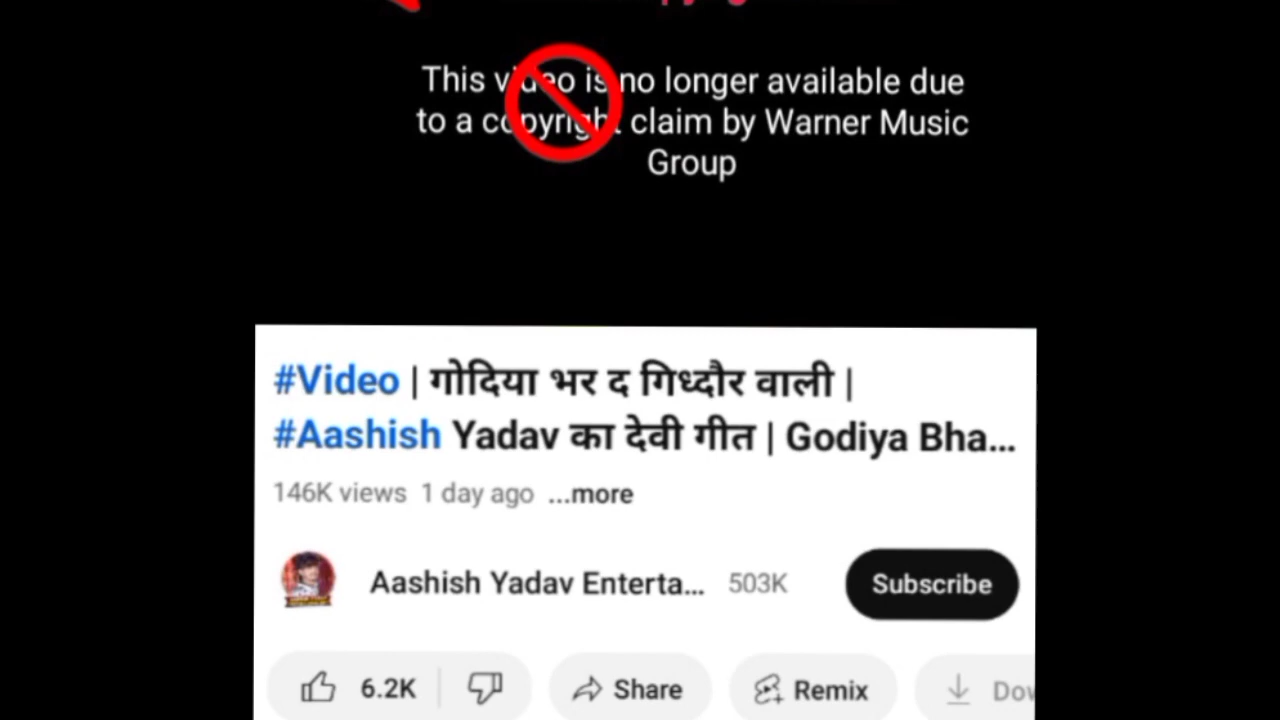 This video is no longer available due
to a copyright claim by Warner Music
Group
#Video | गोदिया भर द गिध्दौर वाली |
#Aashish Yadav का देवी गीत | Godiya Bha...
146K views 1 day ago ...more
Aashish Yadav Enterta... 503K Subscribe
6.2K Share Remix Dow